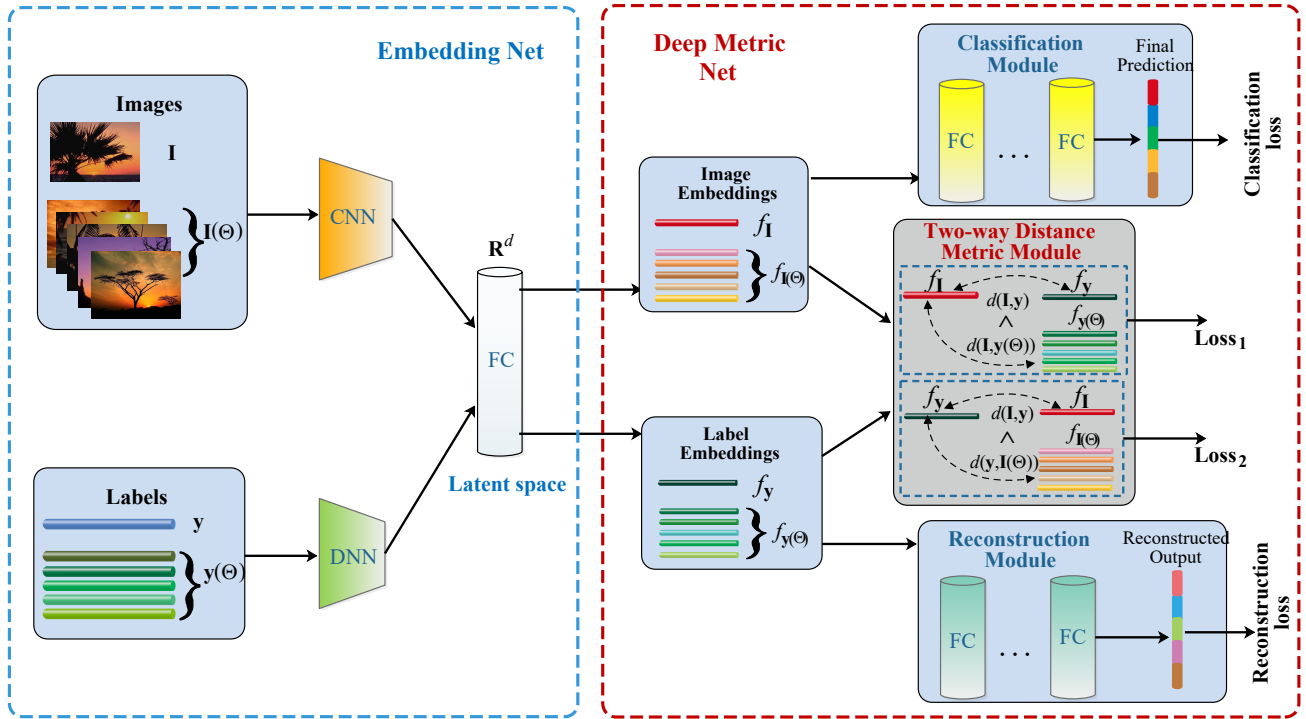 Embedding Net
Images
I
I(Θ)
CNN
Labels
y
y(Θ)
DNN
R^d
FC
Latent space
Deep Metric
Net
Image
Embeddings
f_I
f_I(Θ)
Label
Embeddings
f_y
f_y(Θ)
Classification
Module
Final
Prediction
FC
...
FC
Classification
loss
Two-way Distance
Metric Module
f_I
f_y
d(I,y)
^
f_y(Θ)
d(I,y(Θ))
Loss1
f_y
f_I
d(I,y)
^
f_I(Θ)
d(y,I(Θ))
Loss2
Reconstruction
Module
Reconstructed
Output
FC
...
FC
Reconstruction
loss